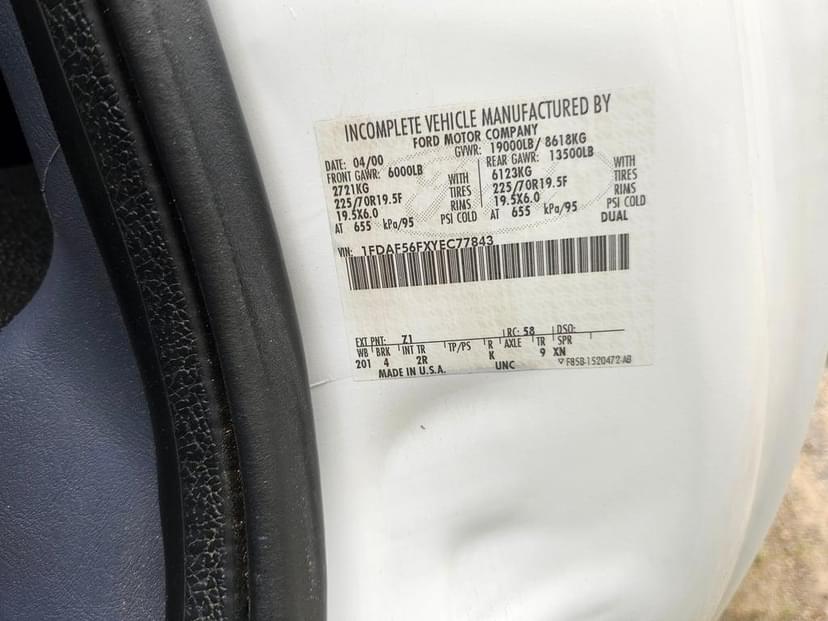 INCOMPLETE VEHICLE MANUFACTURED BY
FORD MOTOR COMPANY
DATE: 04/00 GVWR: 19000LB/ 8618KG
FRONT GAWR: 6000LB REAR GAWR: 13500LB
2721KG WITH 6123KG WITH
225/70R19.5F TIRES 225/70R19.5F TIRES
19.5X6.0 RIMS 19.5X6.0 RIMS
AT 655 kPa/95 PSI COLD AT 655 kPa/95 PSI COLD
DUAL
VIN: 1FDAF56FXYEC77843
EXT PNT: Z1 RC: 58 DSO:
WB BRK INT TR TP/PS R AXLE TR SPR
201 4 2R K 9 XN
MADE IN U.S.A. UNC F85B-1520472-AB